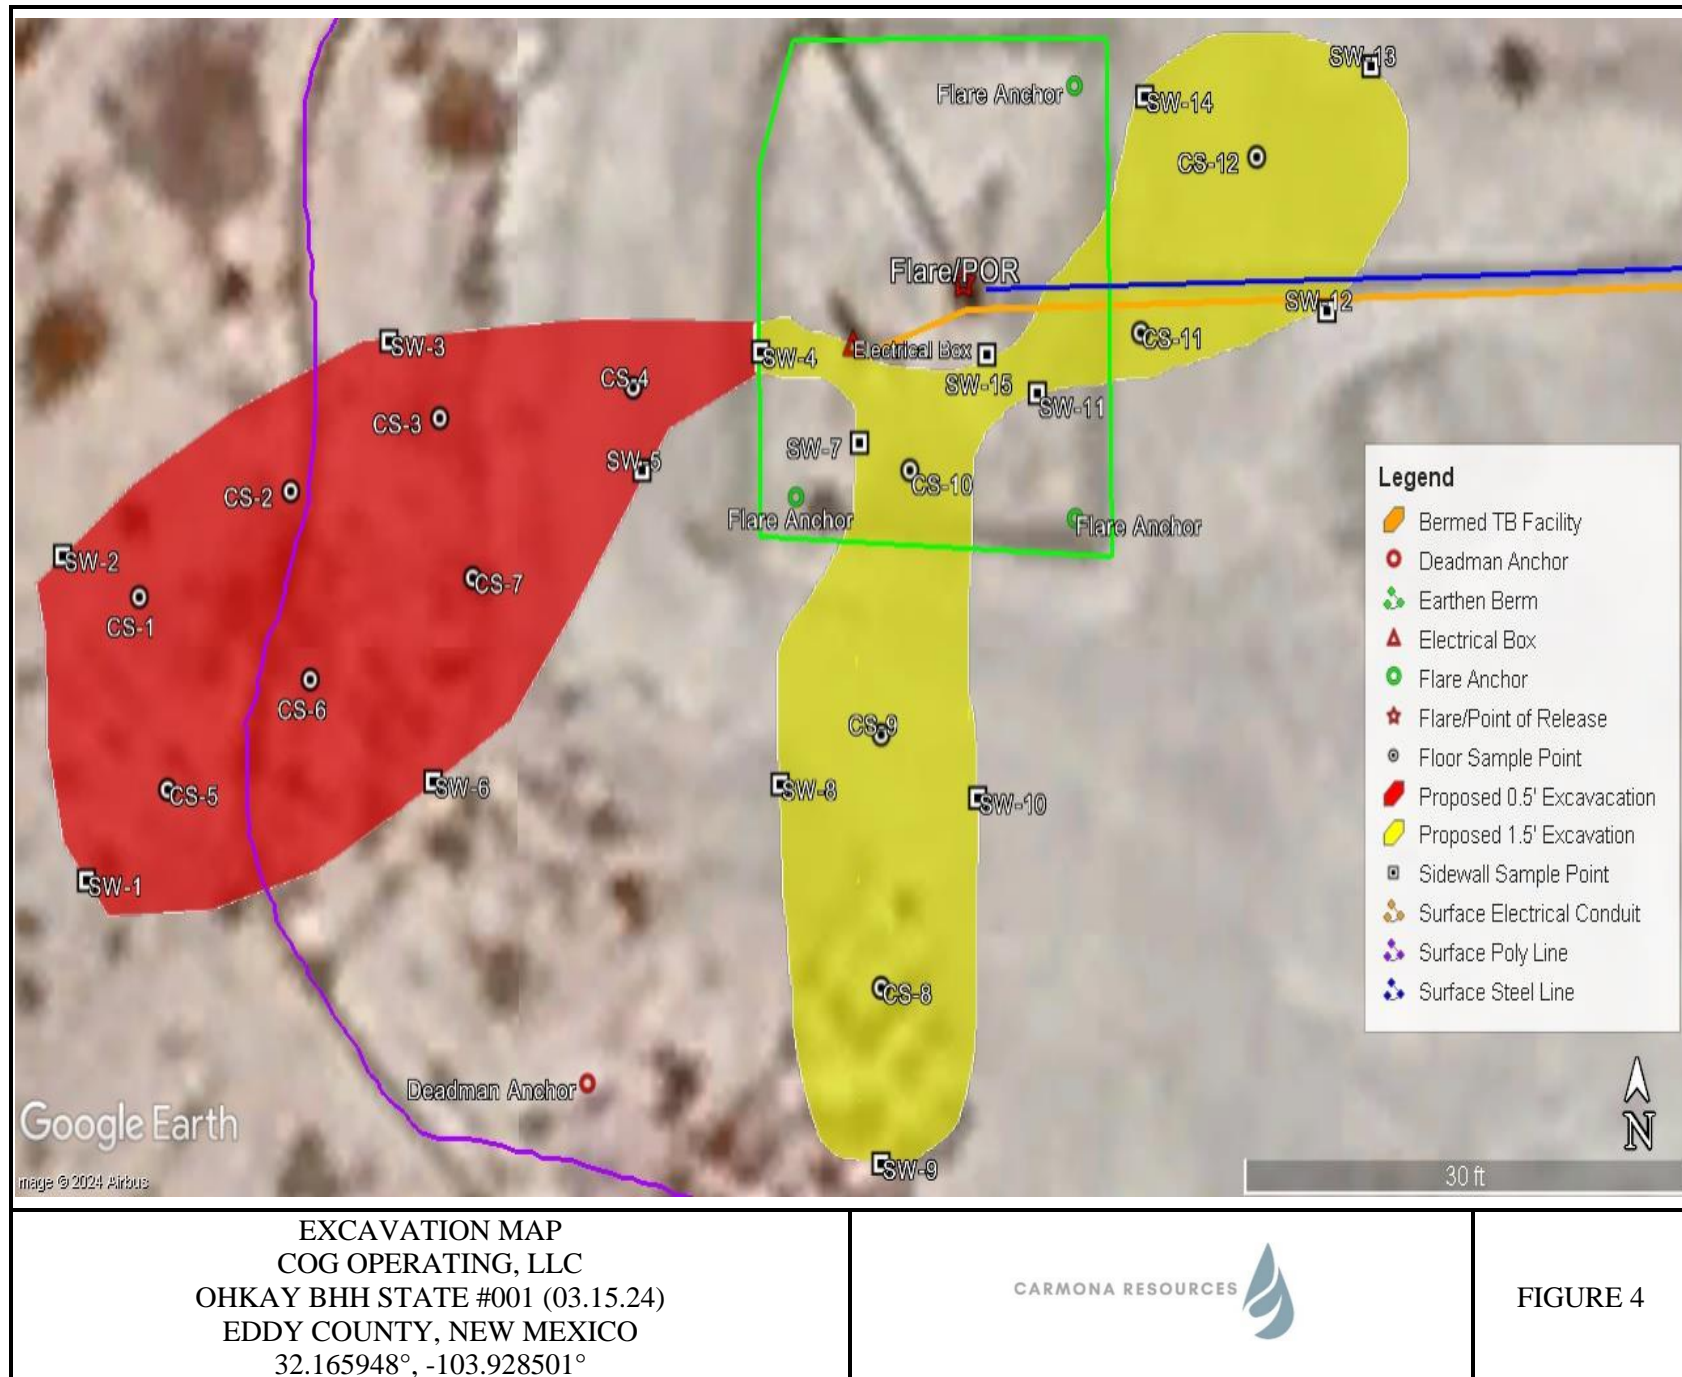 SW-13
Flare Anchor
SW-14
CS-12
Flare/POR
SW-12
CS-11
SW-3
Electrical Box
SW-4
CS-4
SW-15
SW-11
CS-3
SW-7
SW-5
CS-10
CS-2
Flare Anchor
Flare Anchor
SW-2
CS-7
CS-1
CS-6
CS-9
CS-5
SW-6
SW-8
SW-10
SW-1
CS-8
Deadman Anchor
SW-9
Legend
Bermed TB Facility
Deadman Anchor
Earthen Berm
Electrical Box
Flare Anchor
Flare/Point of Release
Floor Sample Point
Proposed 0.5' Excavacation
Proposed 1.5' Excavation
Sidewall Sample Point
Surface Electrical Conduit
Surface Poly Line
Surface Steel Line
N
Google Earth
mage © 2024 Airbus
30 ft
EXCAVATION MAP
COG OPERATING, LLC
OHKAY BHH STATE #001 (03.15.24)
EDDY COUNTY, NEW MEXICO
32.165948°, -103.928501°
CARMONA RESOURCES
FIGURE 4